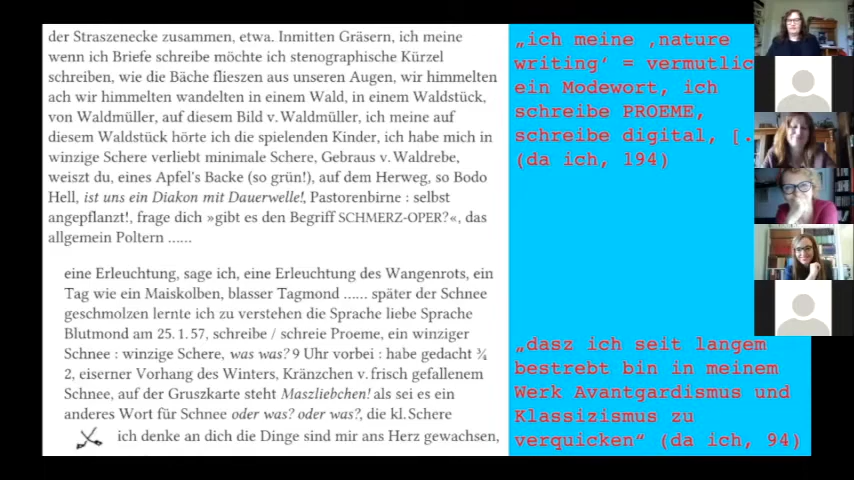 der Straszenecke zusammen, etwa. Inmitten Gräsern, ich meine
wenn ich Briefe schreibe möchte ich stenographische Kürzel
schreiben, wie die Bäche flieszen aus unseren Augen, wir himmelten
ach wir himmelten wandelten in einem Wald, in einem Waldstück,
von Waldmüller, auf diesem Bild v. Waldmüller, ich meine auf
diesem Waldstück hörte ich die spielenden Kinder, ich habe mich in
winzige Schere verliebt minimale Schere, Gebraus v. Waldrebe,
weiszt du, eines Apfel's Backe (so grün!), auf dem Herweg, so Bodo
Hell, ist uns ein Diakon mit Dauerwelle!, Pastorenbirne : selbst
angepflanzt!, frage dich »gibt es den Begriff SCHMERZ-OPER?«, das
allgemein Poltern ......
eine Erleuchtung, sage ich, eine Erleuchtung des Wangenrots, ein
Tag wie ein Maiskolben, blasser Tagmond ...... später der Schnee
geschmolzen lernte ich zu verstehen die Sprache liebe Sprache
Blutmond am 25. 1. 57, schreibe / schreie Proeme, ein winziger
Schnee : winzige Schere, was was? 9 Uhr vorbei : habe gedacht ¾
2, eiserner Vorhang des Winters, Kränzchen v. frisch gefallenem
Schnee, auf der Gruszkarte steht Maszliebchen! als sei es ein
anderes Wort für Schnee oder was? oder was?, die kl. Schere
ich denke an dich die Dinge sind mir ans Herz gewachsen,
„ich meine ‚nature
writing‘ = vermutlic
ein Modewort, ich
schreibe PROEME,
schreibe digital, [.
(da ich, 194)
„dasz ich seit langem
bestrebt bin in meinem
Werk Avantgardismus und
Klassizismus zu
verquicken“ (da ich, 94)